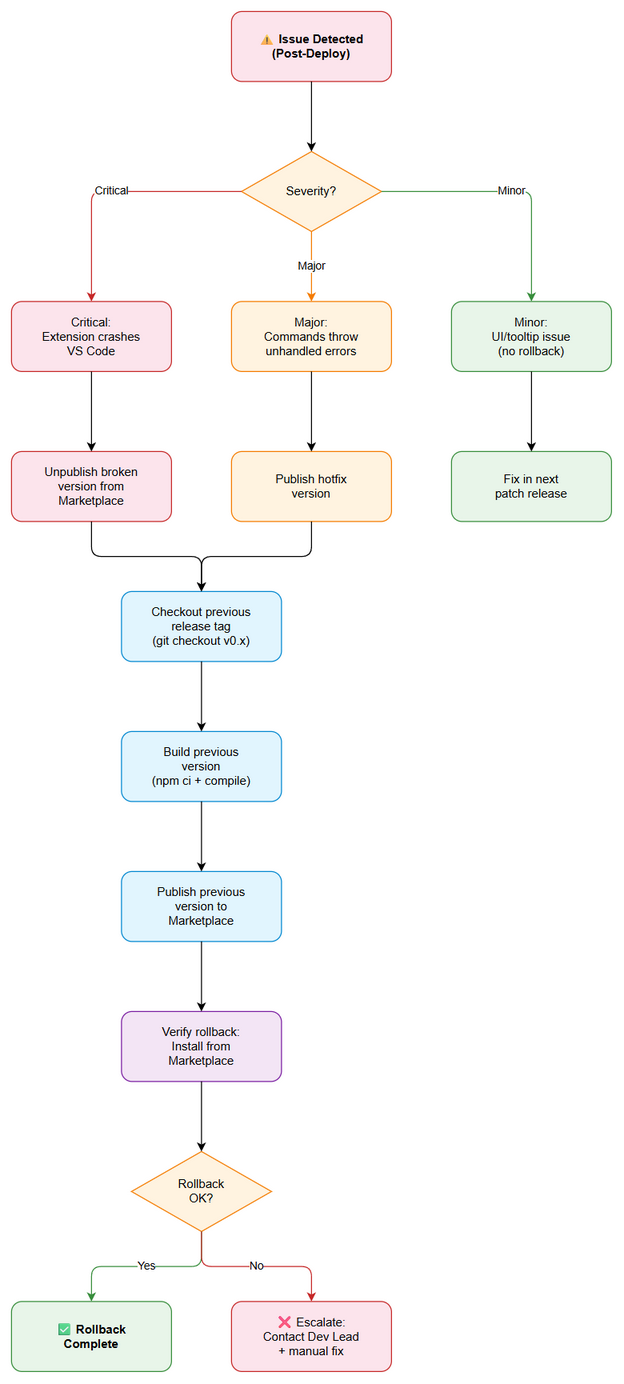 ⚠️ Issue Detected
(Post-Deploy)
Severity?
Critical
Minor
Major
Critical:
Extension crashes
VS Code
Major:
Commands throw
unhandled errors
Minor:
UI/tooltip issue
(no rollback)
Unpublish broken
version from
Marketplace
Publish hotfix
version
Fix in next
patch release
Checkout previous
release tag
(git checkout v0.x)
Build previous
version
(npm ci + compile)
Publish previous
version to
Marketplace
Verify rollback:
Install from
Marketplace
Rollback
OK?
Yes
No
✅ Rollback
Complete
❌ Escalate:
Contact Dev Lead
+ manual fix